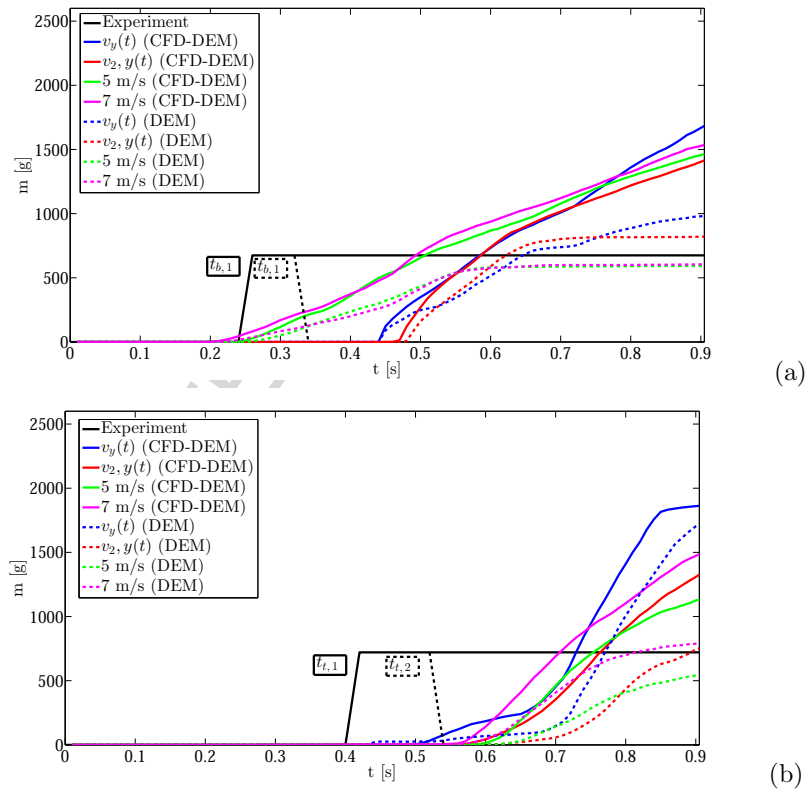 Experiment
v_y(t) (CFD-DEM)
v_2, y(t) (CFD-DEM)
5 m/s (CFD-DEM)
7 m/s (CFD-DEM)
v_y(t) (DEM)
v_2, y(t) (DEM)
5 m/s (DEM)
7 m/s (DEM)
2500
2000
1500
1000
500
0
m [g]
t_{b,1}
t_{b,1}
0 0.1 0.2 0.3 0.4 0.5 0.6 0.7 0.8 0.9
t [s]
(a)
Experiment
v_y(t) (CFD-DEM)
v_2, y(t) (CFD-DEM)
5 m/s (CFD-DEM)
7 m/s (CFD-DEM)
v_y(t) (DEM)
v_2, y(t) (DEM)
5 m/s (DEM)
7 m/s (DEM)
2500
2000
1500
1000
500
0
m [g]
t_{t,1}
t_{t,2}
0 0.1 0.2 0.3 0.4 0.5 0.6 0.7 0.8 0.9
t [s]
(b)